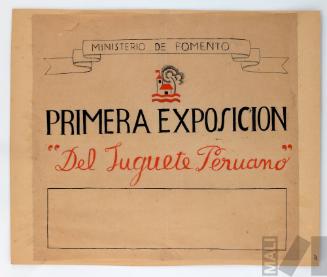 MINISTERIO DE FOMENTO
PRIMERA EXPOSICION
"Del Juguete Peruano"
MALI